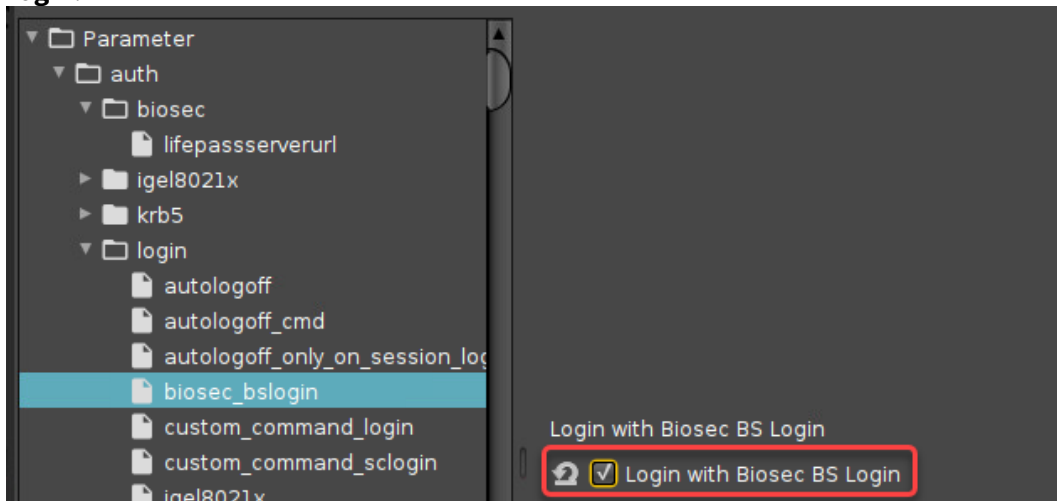 Parameter
auth
biosec
lifepassserverurl
igel8021x
krb5
login
autologoff
autologoff_cmd
autologoff_only_on_session_log
biosec_bslogin
custom_command_login
custom_command_sclogin
igel8021x
Login with Biosec BS Login
Login with Biosec BS Login